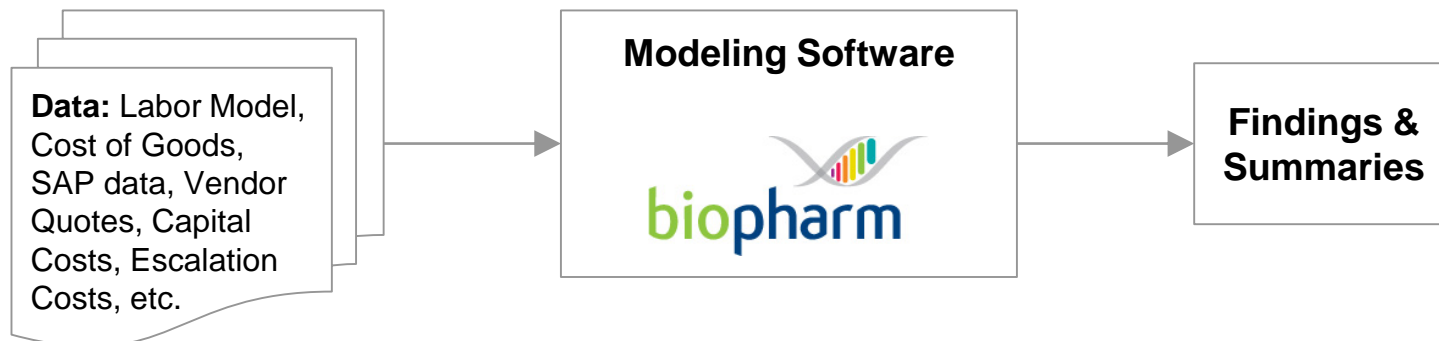 Data: Labor Model,
Cost of Goods,
SAP data, Vendor
Quotes, Capital
Costs, Escalation
Costs, etc.
Modeling Software
biopharm
Findings &
Summaries